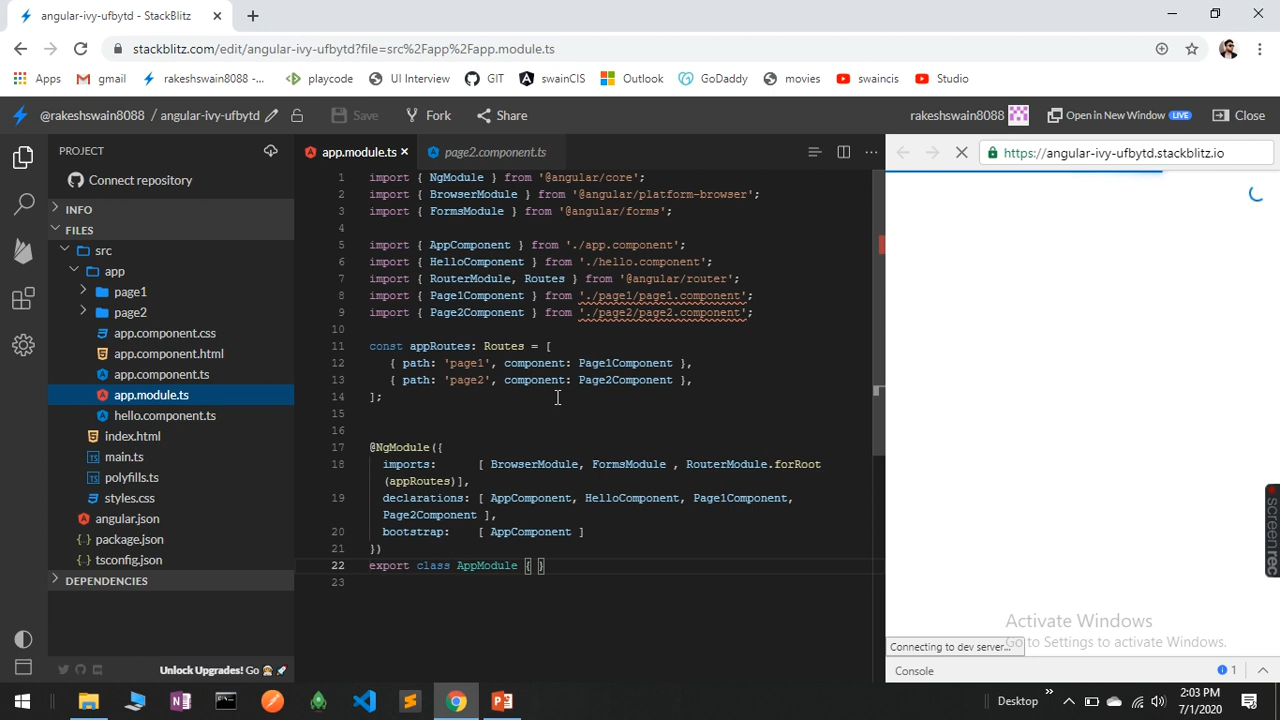 angular-ivy-ufbytd - StackBlitz
stackblitz.com/edit/angular-ivy-ufbytd?file=src%2Fapp%2Fapp.module.ts
Apps gmail rakeshswain8088 -... playcode UI Interview GIT swainCIS Outlook GoDaddy movies swaincis Studio
@rakeshswain8088 / angular-ivy-ufbytd Save Fork Share rakeshswain8088 Open in New Window LIVE Close
PROJECT
Connect repository
INFO
FILES
src
app
page1
page2
app.component.css
app.component.html
app.component.ts
app.module.ts
hello.component.ts
index.html
main.ts
polyfills.ts
styles.css
angular.json
package.json
tsconfig.json
DEPENDENCIES
Unlock Upgrades! Go
app.module.ts page2.component.ts
1 import { NgModule } from '@angular/core';
2 import { BrowserModule } from '@angular/platform-browser';
3 import { FormsModule } from '@angular/forms';
4
5 import { AppComponent } from './app.component';
6 import { HelloComponent } from './hello.component';
7 import { RouterModule, Routes } from '@angular/router';
8 import { Page1Component } from './page1/page1.component';
9 import { Page2Component } from './page2/page2.component';
10
11 const appRoutes: Routes = [
12 { path: 'page1', component: Page1Component },
13 { path: 'page2', component: Page2Component },
14 ];
15
16
17 @NgModule({
18 imports: [ BrowserModule, FormsModule , RouterModule.forRoot
(appRoutes)],
19 declarations: [ AppComponent, HelloComponent, Page1Component,
Page2Component ],
20 bootstrap: [ AppComponent ]
21 })
22 export class AppModule { }
23
https://angular-ivy-ufbytd.stackblitz.io
screenrec
Activate Windows
Go to Settings to activate Windows.
Connecting to dev server...
Console 1
Desktop
2:03 PM
7/1/2020